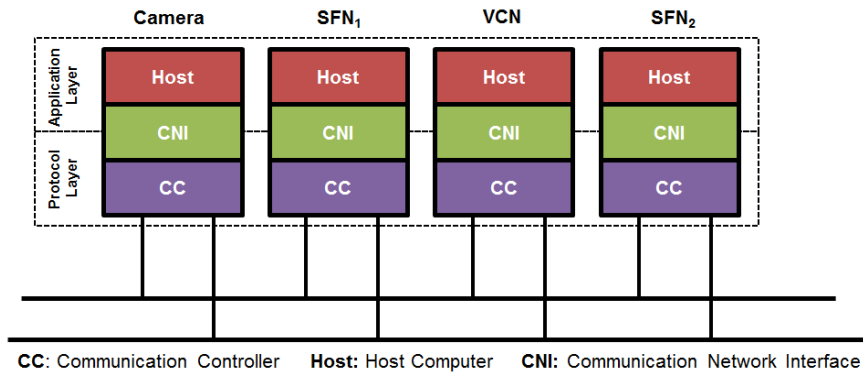 Camera SFN₁ VCN SFN₂
Application Layer
Host Host Host Host
CNI CNI CNI CNI
Protocol Layer
CC CC CC CC
CC: Communication Controller Host: Host Computer CNI: Communication Network Interface